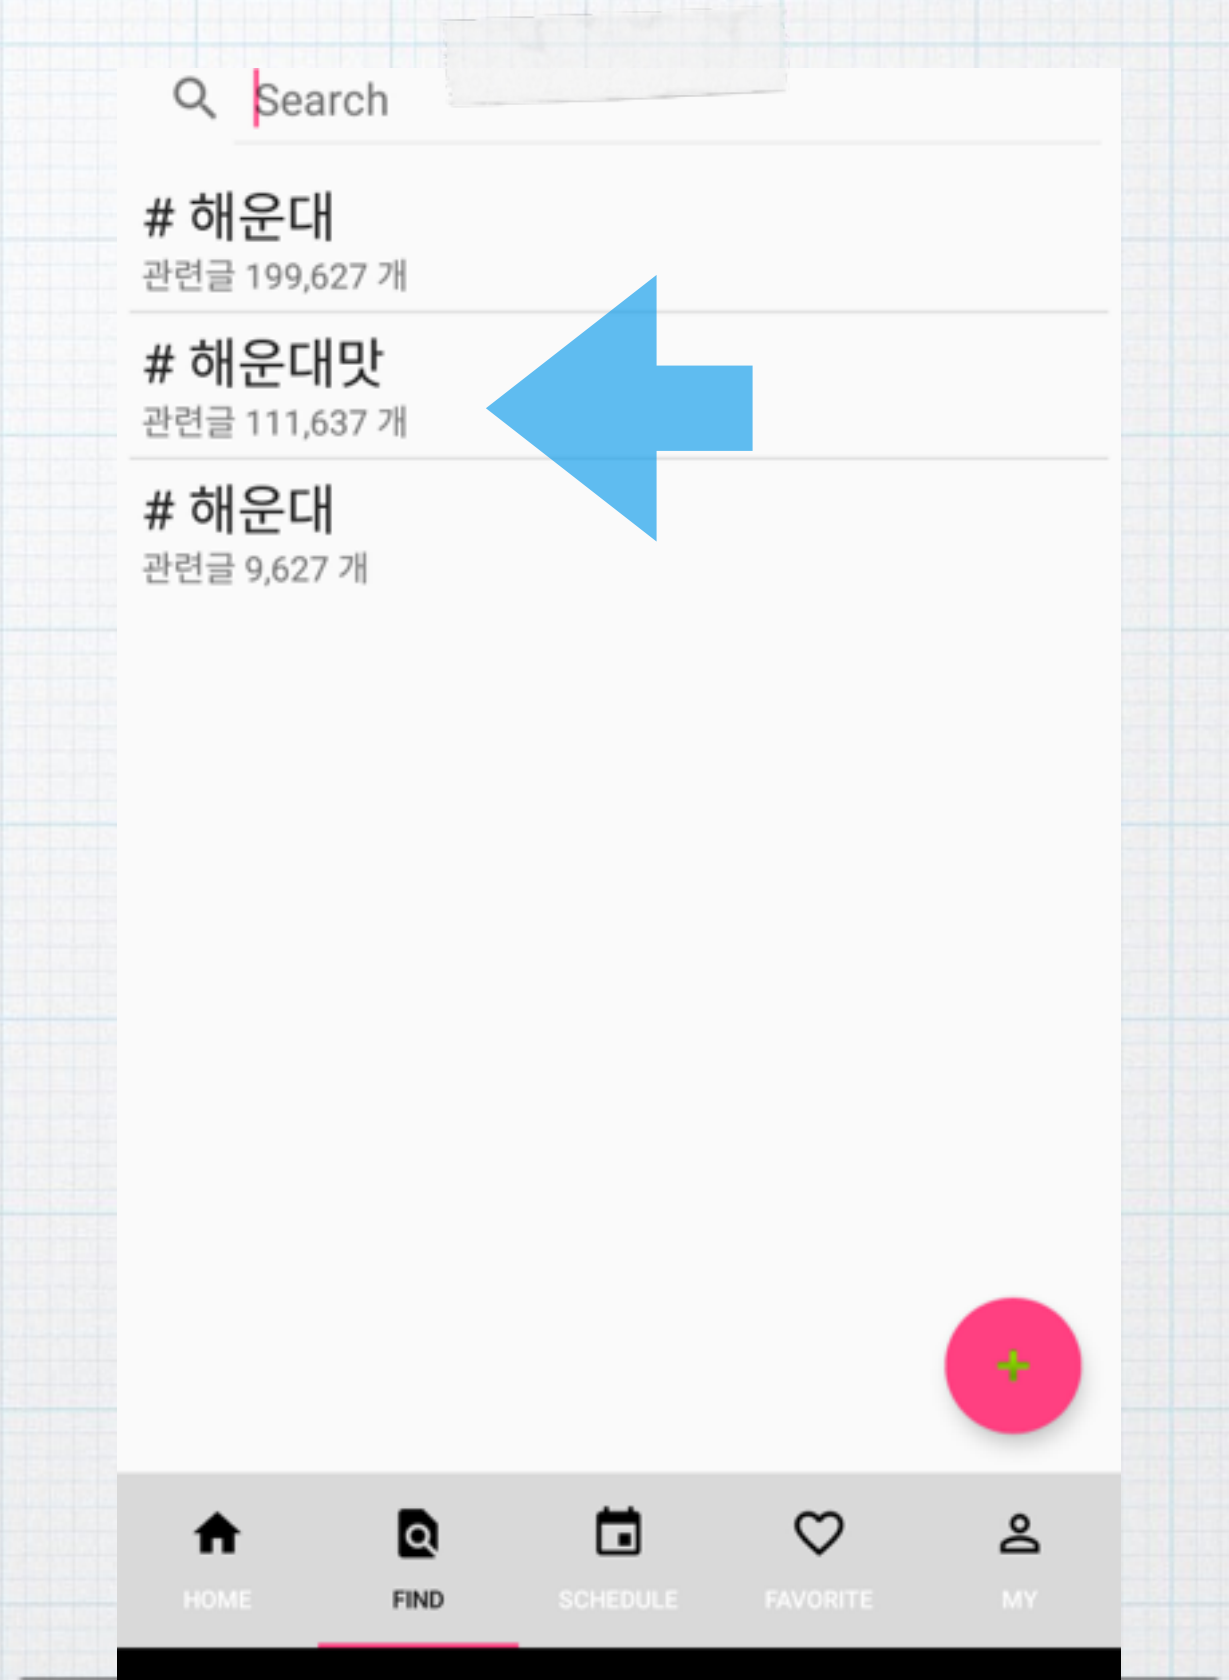 Search
# 해운대
관련글 199,627 개
# 해운대맛
관련글 111,637 개
# 해운대
관련글 9,627 개
HOME FIND SCHEDULE FAVORITE MY